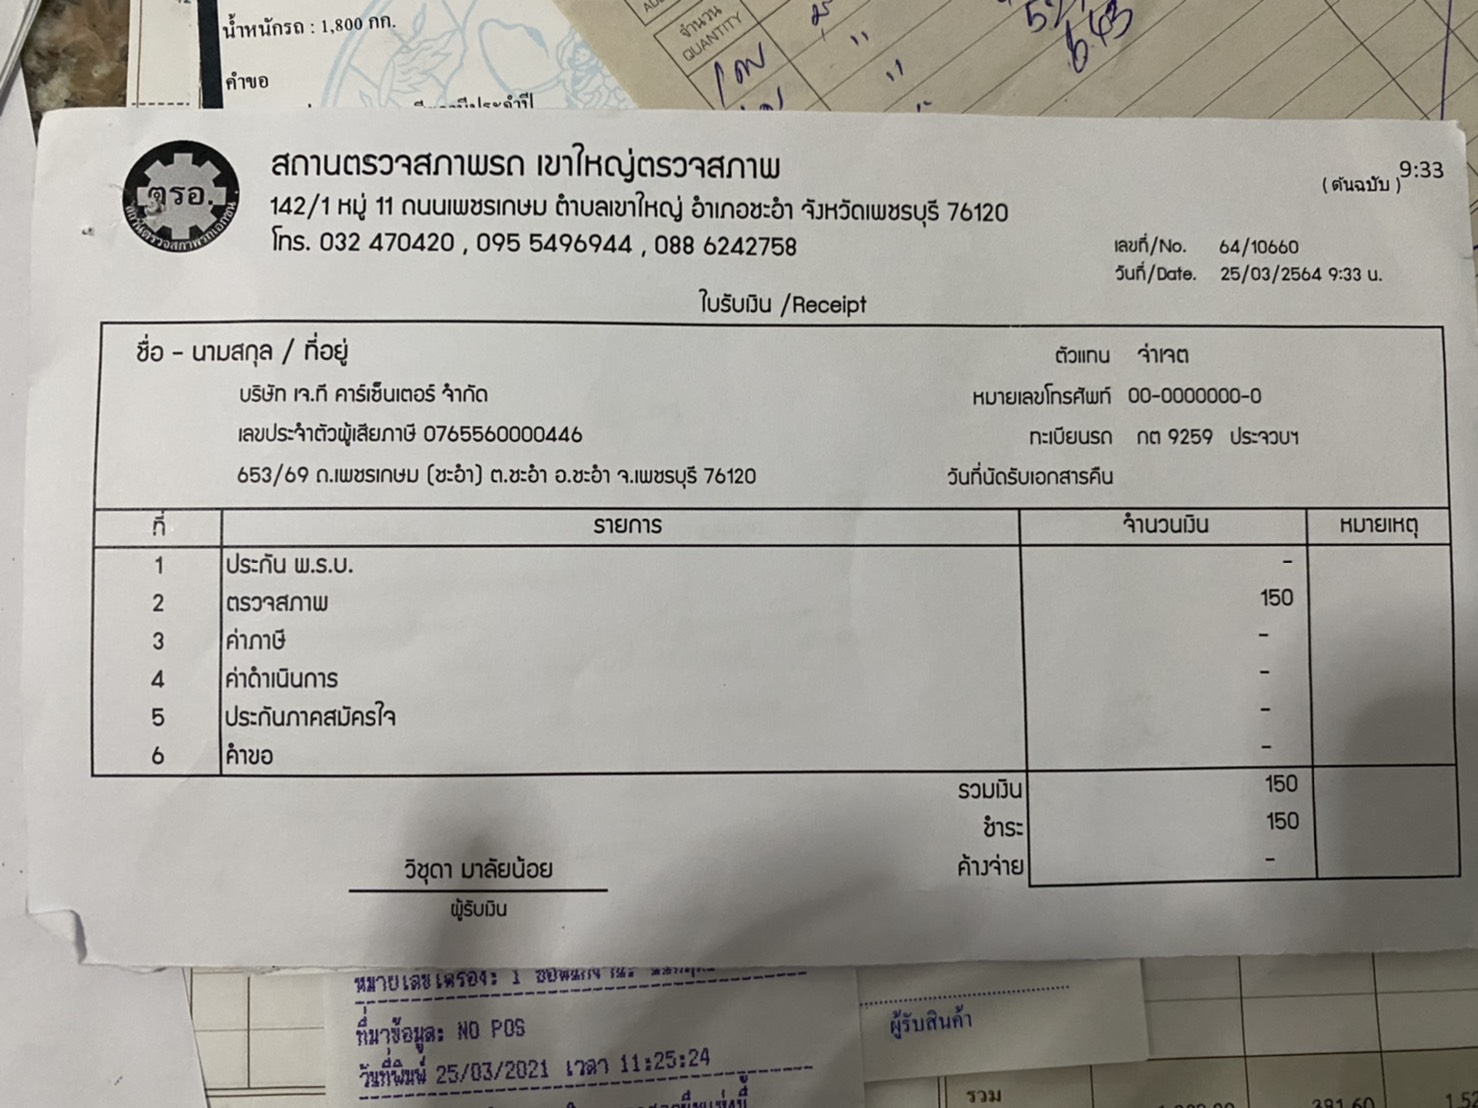 น้ำหนักรถ : 1,800 กก.
คำขอ
จำนวน
QUANTITY
643
สถานตรวจสภาพรถ เขาใหญ่ตรวจสภาพ
9:33
(ต้นฉบับ)
ตรอ.
142/1 หมู่ 11 ถนนเพชรเกษม ตำบลเขาใหญ่ อำเภอชะอำ จังหวัดเพชรบุรี 76120
โทร. 032 470420 , 095 5496944 , 088 6242758
เลขที่/No. 64/10660
วันที่/Date. 25/03/2564 9:33 น.
ใบรับเงิน /Receipt
ชื่อ - นามสกุล / ที่อยู่
ตัวแทน จ่าเจต
บริษัท เจ.ที คาร์เซ็นเตอร์ จำกัด
หมายเลขโทรศัพท์ 00-0000000-0
เลขประจำตัวผู้เสียภาษี 0765560000446
ทะเบียนรถ กต 9259 ประจวบฯ
653/69 ถ.เพชรเกษม (ชะอำ) ต.ชะอำ อ.ชะอำ จ.เพชรบุรี 76120
วันที่นัดรับเอกสารคืน
ที่ รายการ จำนวนเงิน หมายเหตุ
1 ประกัน พ.ร.บ. -
2 ตรวจสภาพ 150
3 ค่าภาษี -
4 ค่าดำเนินการ -
5 ประกันภาคสมัครใจ -
6 คำขอ -
รวมเงิน 150
ชำระ 150
ค้างจ่าย -
วิชุดา มาลัยน้อย
ผู้รับเงิน
หมายเลขเครื่อง: 1
ที่มาข้อมูล: NO POS
วันที่พิมพ์ 25/03/2021 เวลา 11:25:24
ผู้รับสินค้า
รวม
391.60